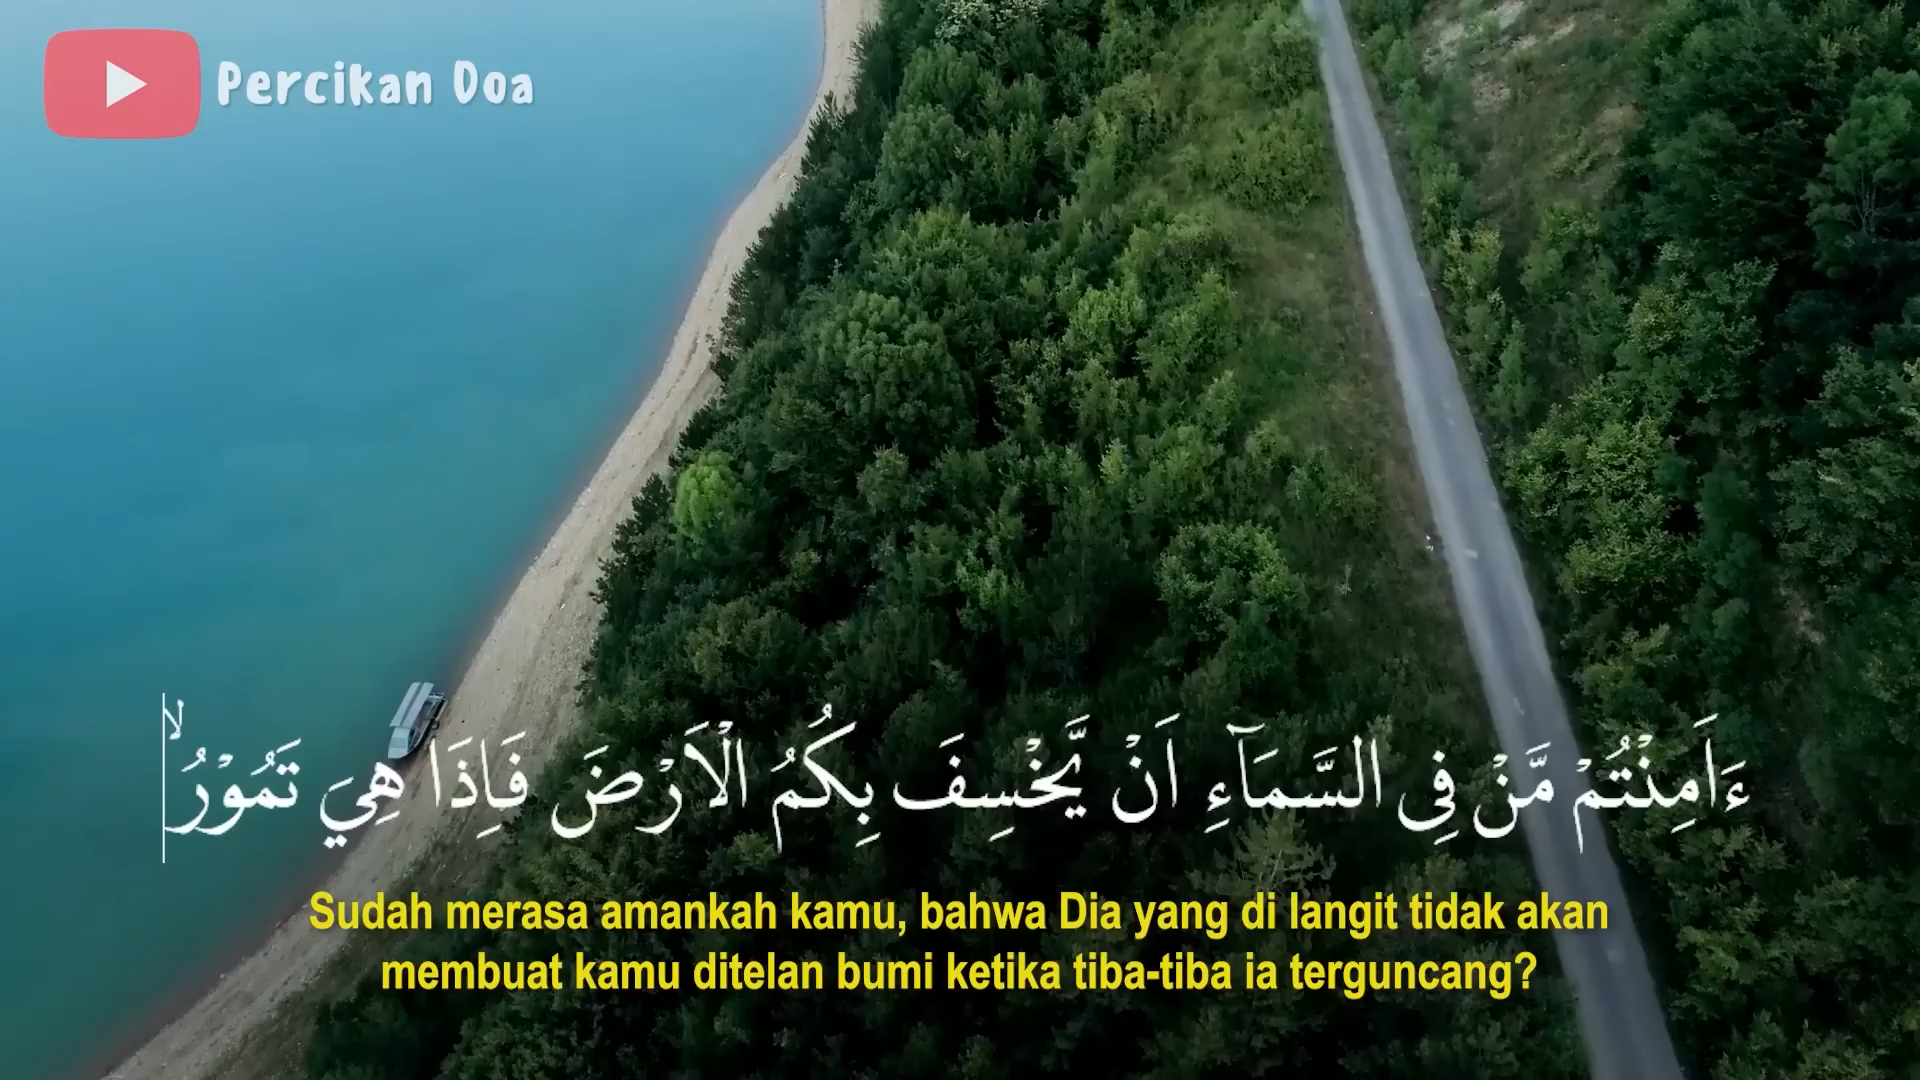 Percikan Doa
ءَاَمِنْتُمْ مَّنْ فِى السَّمَاۤءِ اَنْ يَّخْسِفَ بِكُمُ الْاَرْضَ فَاِذَا هِيَ تَمُوْرُۙ
Sudah merasa amankah kamu, bahwa Dia yang di langit tidak akan
membuat kamu ditelan bumi ketika tiba-tiba ia terguncang?